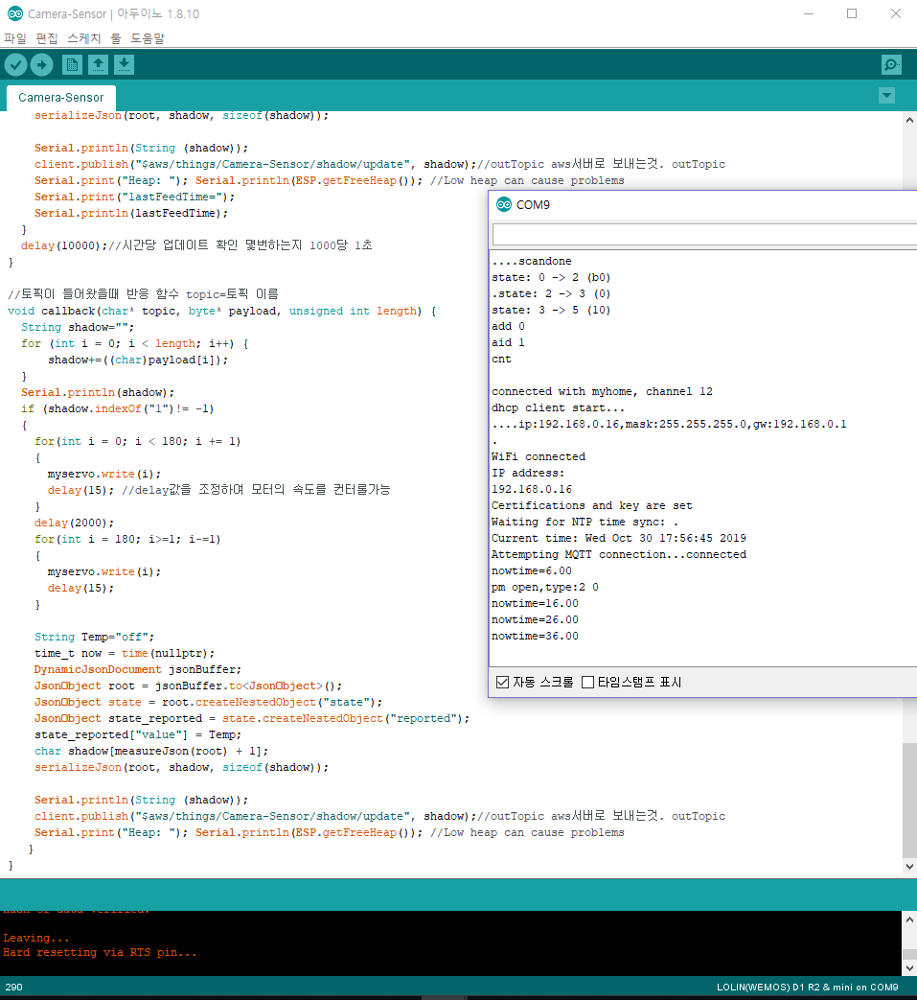 Camera-Sensor | 아두이노 1.8.10
파일 편집 스케치 툴 도움말
Camera-Sensor
serializeJson(root, shadow, sizeof(shadow));
Serial.println(String (shadow));
client.publish("$aws/things/Camera-Sensor/shadow/update", shadow);//outTopic aws서버로 보내는것. outTopic
Serial.print("Heap: "); Serial.println(ESP.getFreeHeap()); //Low heap can cause problems
Serial.print("lastFeedTime=");
Serial.println(lastFeedTime);
}
delay(10000);//시간당 업데이트 확인 몇번하는지 1000당 1초
}
//토픽이 들어왔을때 반응 함수 topic=토픽 이름
void callback(char* topic, byte* payload, unsigned int length) {
String shadow="";
for (int i = 0; i < length; i++) {
shadow+=((char)payload[i]);
}
Serial.println(shadow);
if (shadow.indexOf("1")!= -1)
{
for(int i = 0; i < 180; i += 1)
{
myservo.write(i);
delay(15); //delay값을 조정하여 모터의 속도를 컨터롤가능
}
delay(2000);
for(int i = 180; i>=1; i-=1)
{
myservo.write(i);
delay(15);
}
String Temp="off";
time_t now = time(nullptr);
DynamicJsonDocument jsonBuffer;
JsonObject root = jsonBuffer.to<JsonObject>();
JsonObject state = root.createNestedObject("state");
JsonObject state_reported = state.createNestedObject("reported");
state_reported["value"] = Temp;
char shadow[measureJson(root) + 1];
serializeJson(root, shadow, sizeof(shadow));
Serial.println(String (shadow));
client.publish("$aws/things/Camera-Sensor/shadow/update", shadow);//outTopic aws서버로 보내는것. outTopic
Serial.print("Heap: "); Serial.println(ESP.getFreeHeap()); //Low heap can cause problems
}
}
COM9
....scandone
state: 0 -> 2 (b0)
.state: 2 -> 3 (0)
state: 3 -> 5 (10)
add 0
aid 1
cnt
connected with myhome, channel 12
dhcp client start...
....ip:192.168.0.16,mask:255.255.255.0,gw:192.168.0.1
.
WiFi connected
IP address:
192.168.0.16
Certifications and key are set
Waiting for NTP time sync: .
Current time: Wed Oct 30 17:56:45 2019
Attempting MQTT connection...connected
nowtime=6.00
pm open,type:2 0
nowtime=16.00
nowtime=26.00
nowtime=36.00
자동 스크롤 타임스탬프 표시
Hash of data verified.
Leaving...
Hard resetting via RTS pin...
290
LOLIN(WEMOS) D1 R2 & mini on COM9